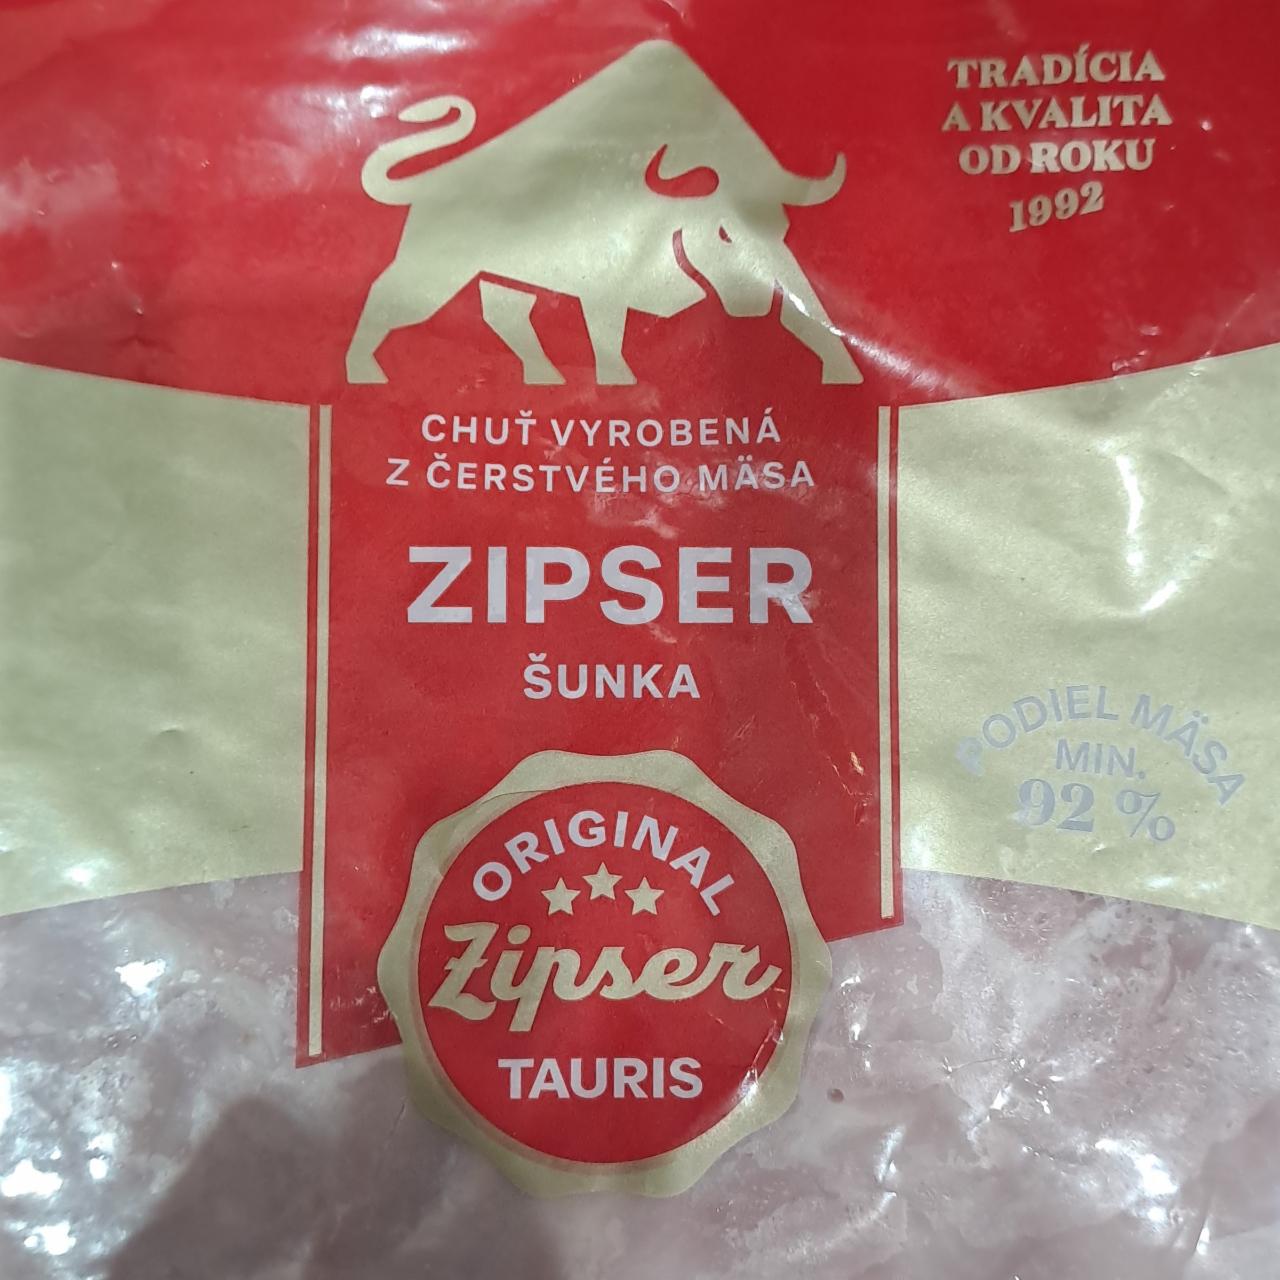 TRADÍCIA
A KVALITA
OD ROKU
1992
CHUŤ VYROBENÁ
Z ČERSTVÉHO MÄSA
ZIPSER
ŠUNKA
PODIEL MÄSA
MIN.
92 %
ORIGINAL
Zipser
TAURIS